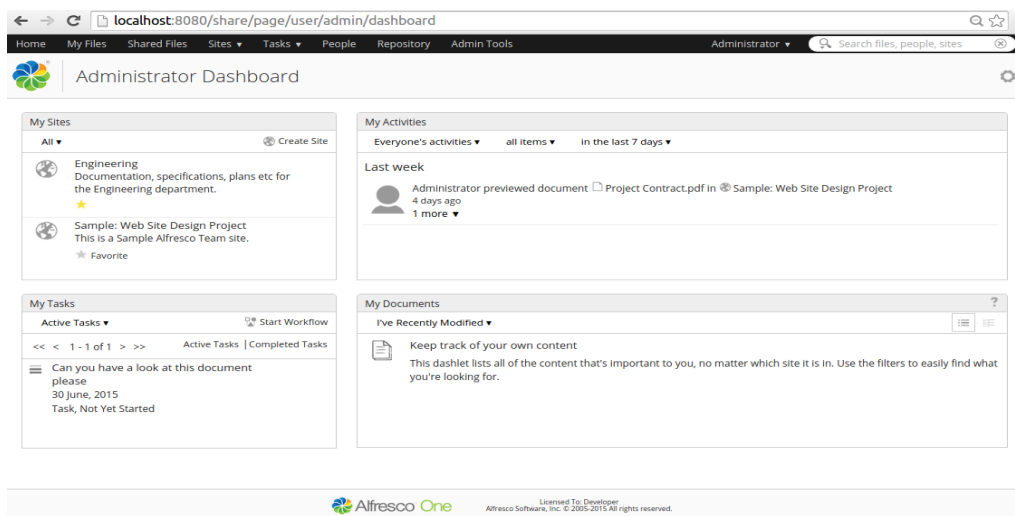 localhost:8080/share/page/user/admin/dashboard
Home My Files Shared Files Sites ▾ Tasks ▾ People Repository Admin Tools Administrator ▾ Search files, people, sites
Administrator Dashboard
My Sites
All ▾ Create Site
Engineering
Documentation, specifications, plans etc for
the Engineering department.
Sample: Web Site Design Project
This is a Sample Alfresco Team site.
Favorite
My Activities
Everyone's activities ▾ all items ▾ in the last 7 days ▾
Last week
Administrator previewed document Project Contract.pdf in Sample: Web Site Design Project
4 days ago
1 more ▾
My Tasks
Active Tasks ▾ Start Workflow
<< < 1 - 1 of 1 > >> Active Tasks | Completed Tasks
Can you have a look at this document
please
30 June, 2015
Task, Not Yet Started
My Documents ?
I've Recently Modified ▾
Keep track of your own content
This dashlet lists all of the content that's important to you, no matter which site it is in. Use the filters to easily find what
you're looking for.
Alfresco One
Licensed To: Developer
Alfresco Software, Inc. © 2005-2015 All rights reserved.